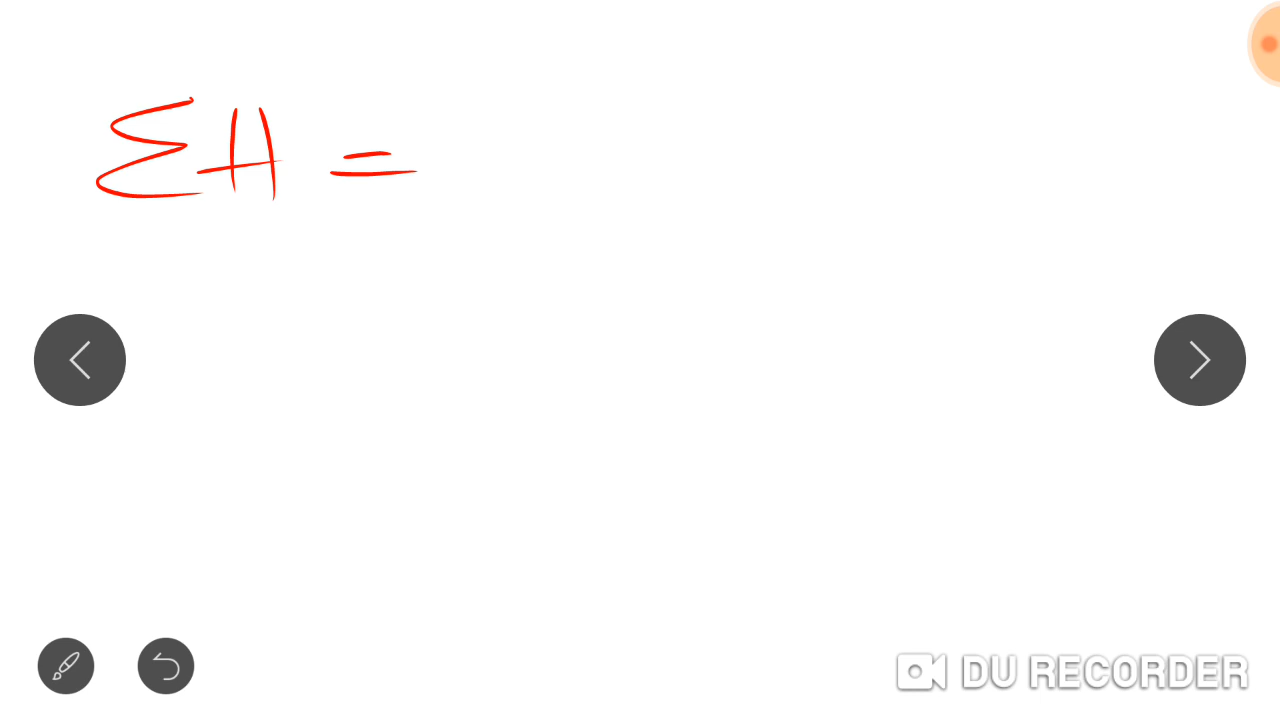 ΣH =
DU RECORDER